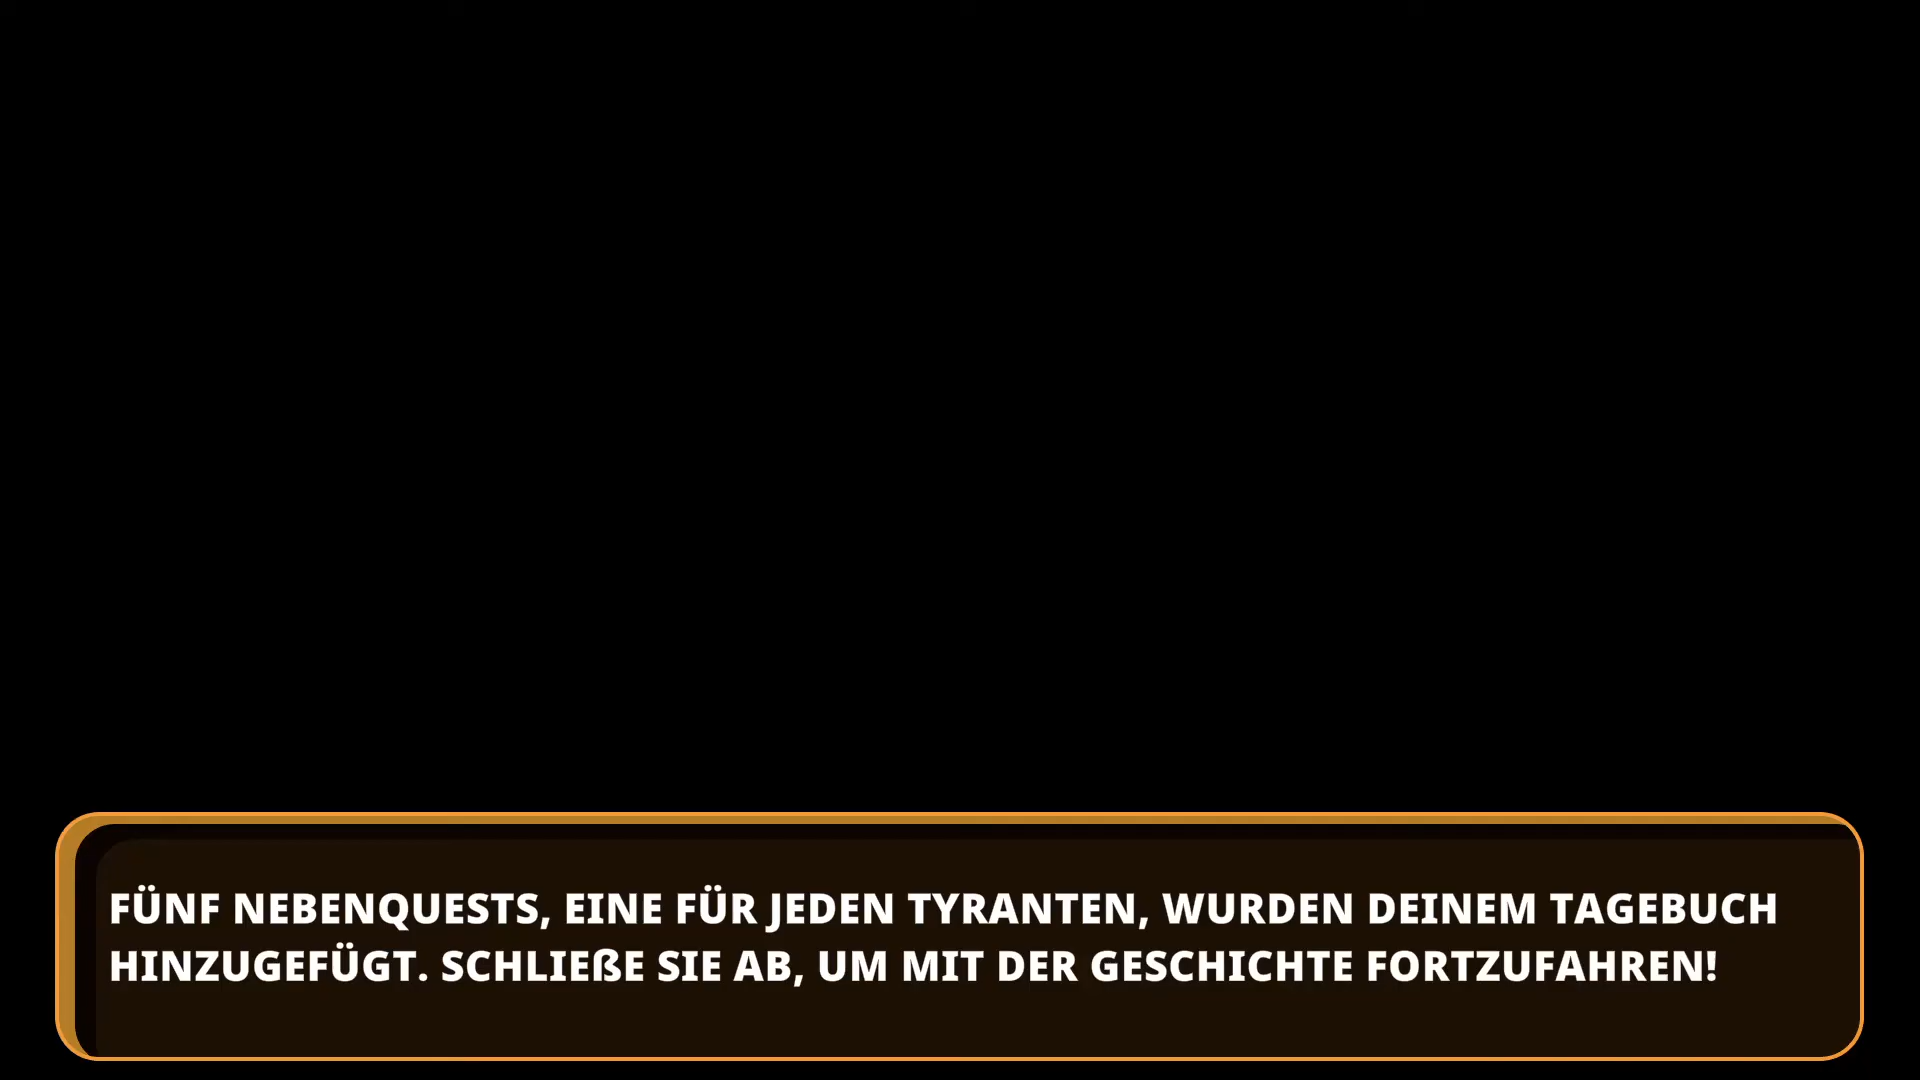 FÜNF NEBENQUESTS, EINE FÜR JEDEN TYRANTEN, WURDEN DEINEM TAGEBUCH
HINZUGEFÜGT. SCHLIEßE SIE AB, UM MIT DER GESCHICHTE FORTZUFAHREN!